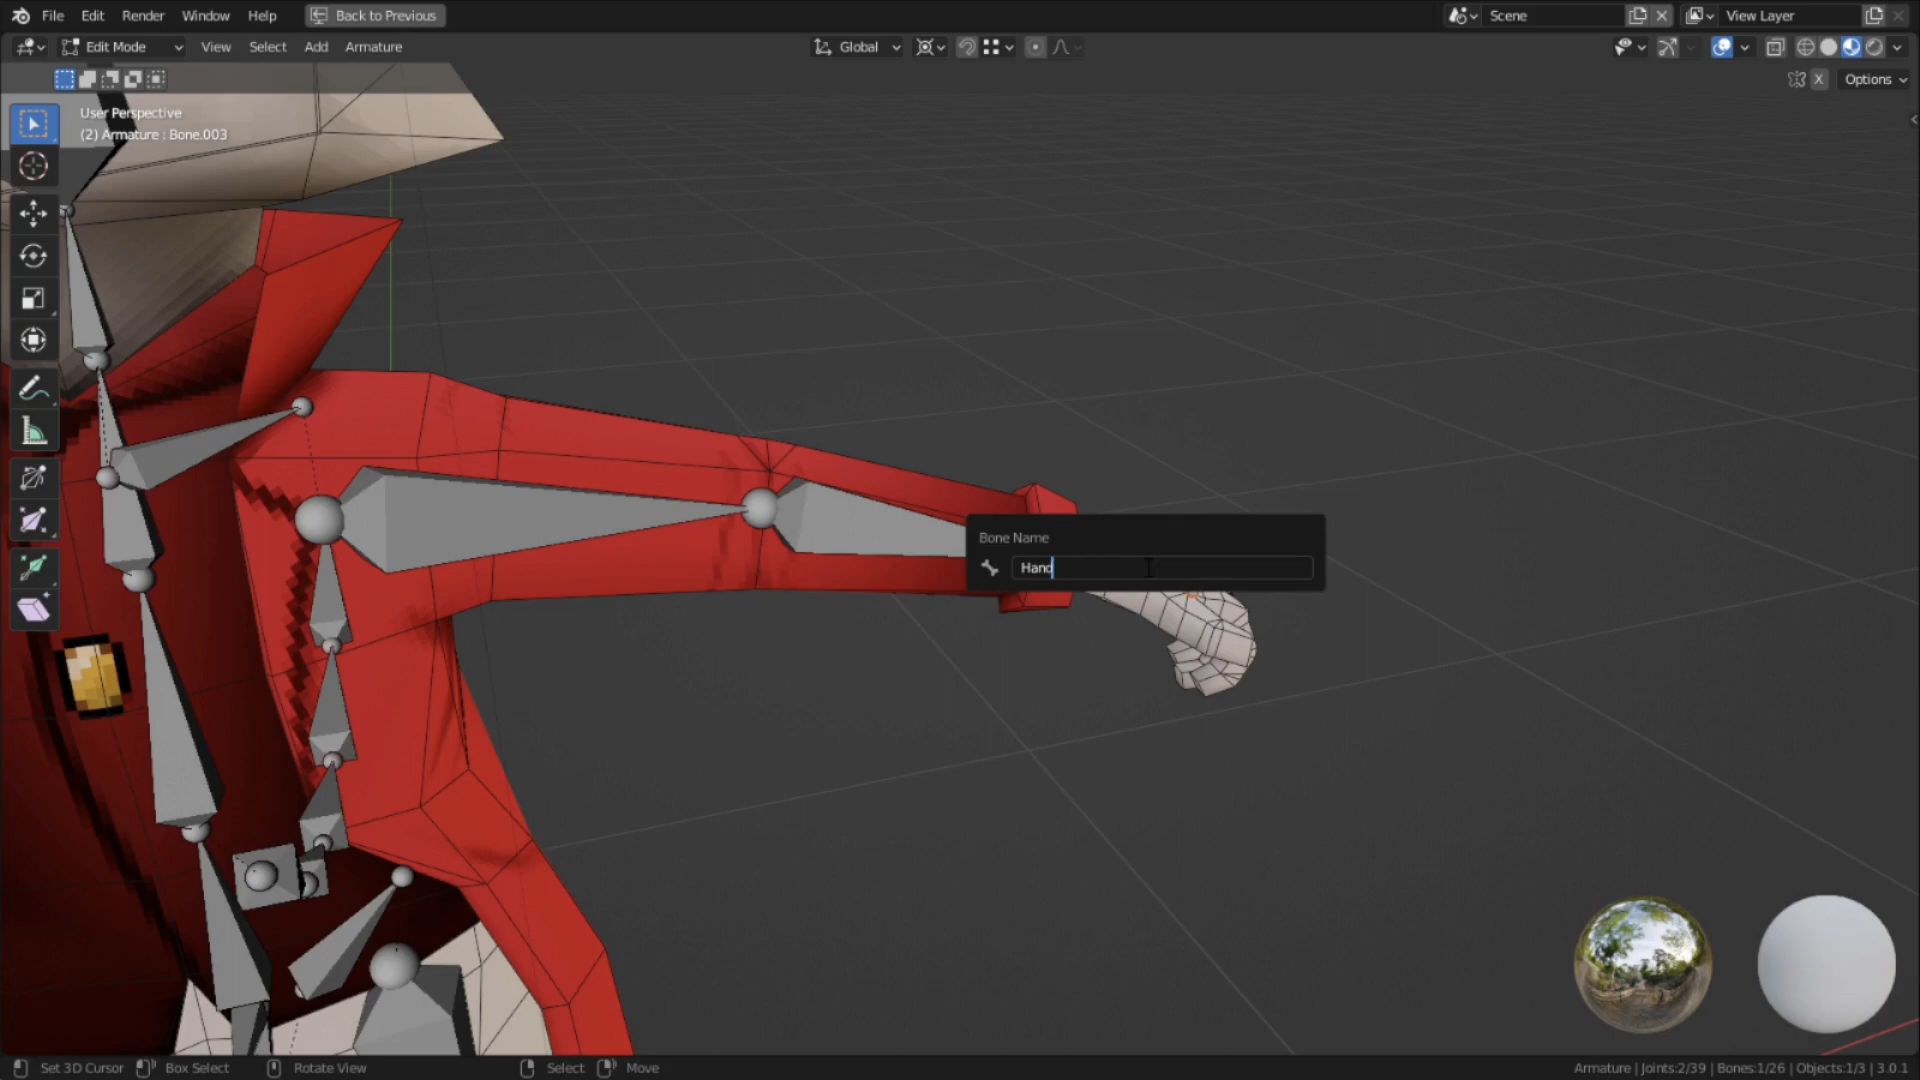 File Edit Render Window Help Back to Previous Scene View Layer
Edit Mode View Select Add Armature Global
X Options
User Perspective
(2) Armature : Bone.003
Bone Name
Hand
Set 3D Cursor Box Select Rotate View Select Move Armature | Joints:2/39 | Bones:1/26 | Objects:1/3 | 3.0.1